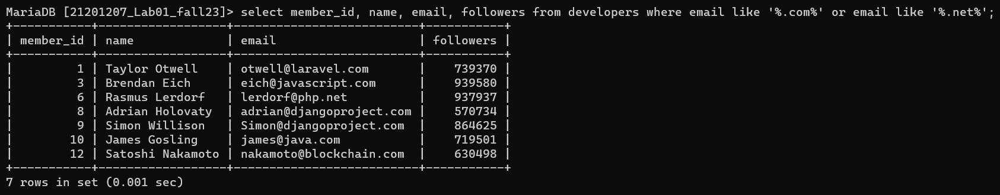 MariaDB [21201207_Lab01_fall23]> select member_id, name, email, followers from developers where email like '%.com%' or email like '%.net%';
+-----------+------------------+--------------------------+-----------+
| member_id | name             | email                    | followers |
+-----------+------------------+--------------------------+-----------+
|         1 | Taylor Otwell    | otwell@laravel.com       |    739370 |
|         3 | Brendan Eich     | eich@javascript.com      |    939580 |
|         6 | Rasmus Lerdorf   | lerdorf@php.net          |    937937 |
|         8 | Adrian Holovaty  | adrian@djangoproject.com |    570734 |
|         9 | Simon Willison   | Simon@djangoproject.com  |    864625 |
|        10 | James Gosling    | james@java.com           |    719501 |
|        12 | Satoshi Nakamoto | nakamoto@blockchain.com  |    630498 |
+-----------+------------------+--------------------------+-----------+
7 rows in set (0.001 sec)